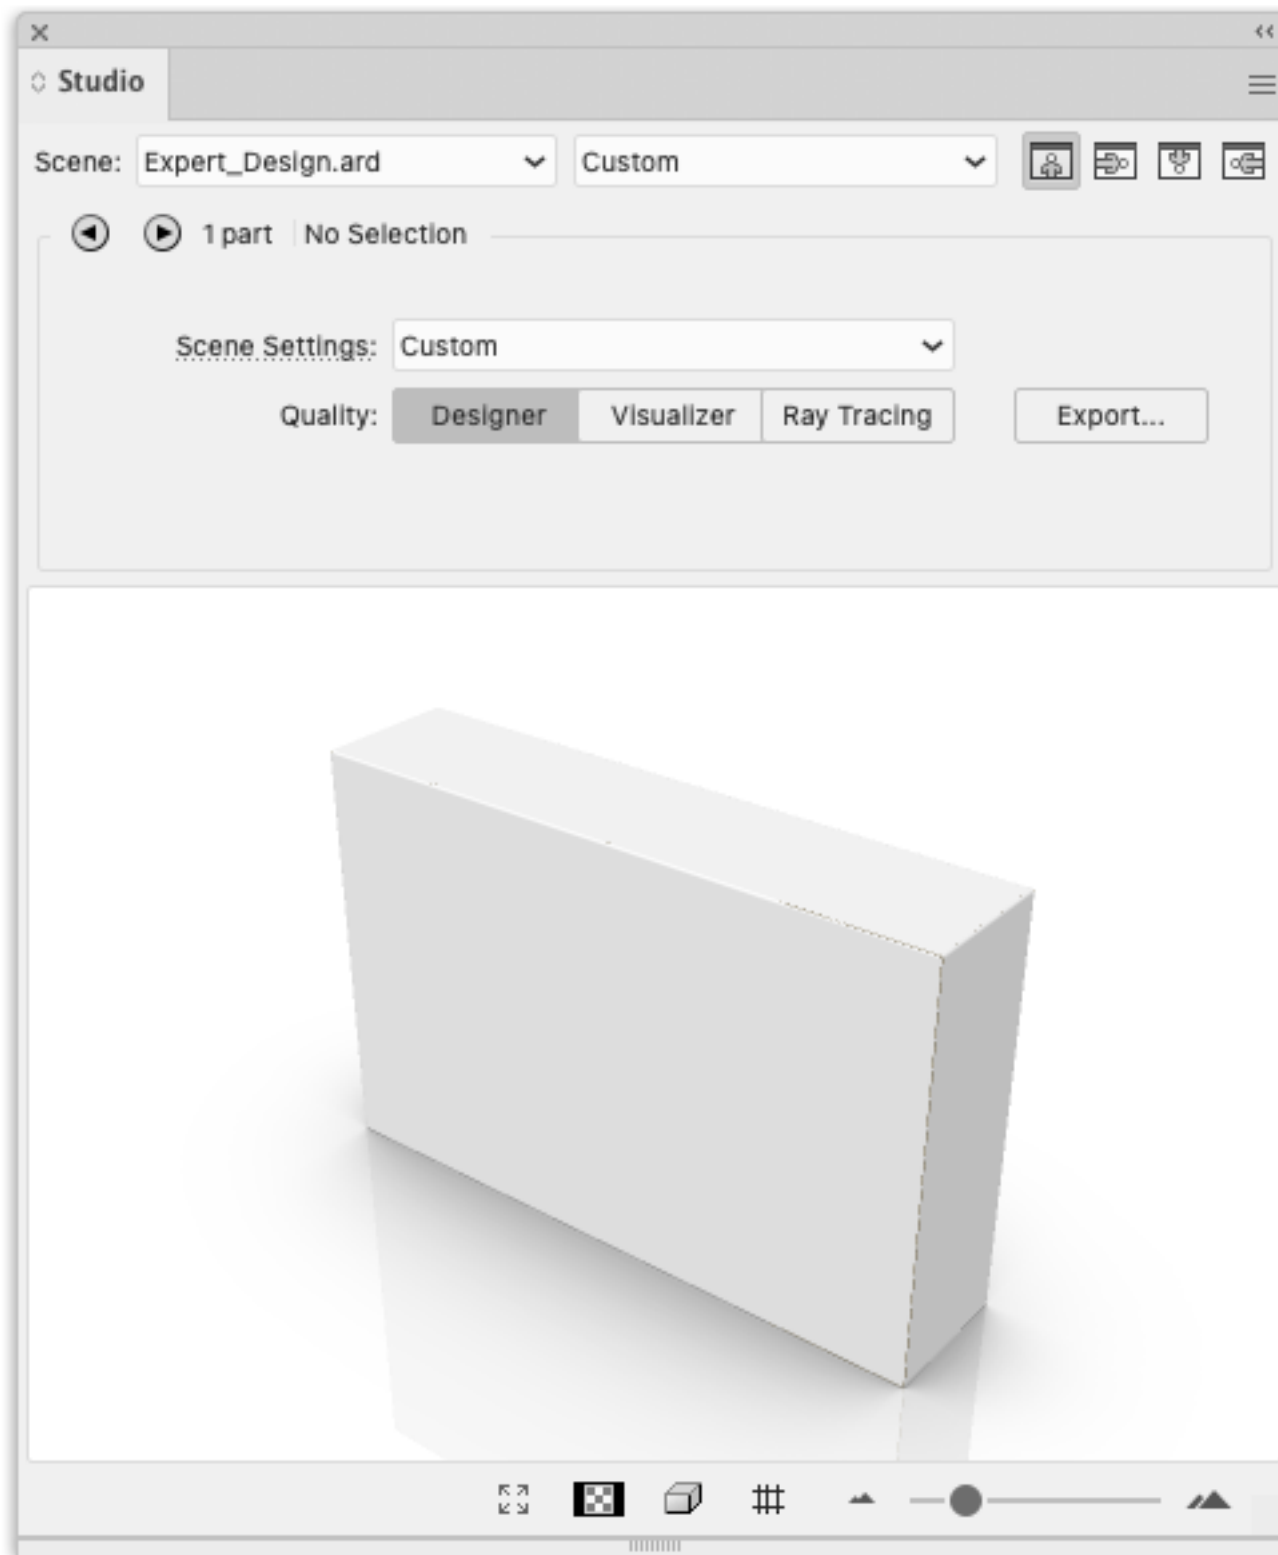 Studio
Scene: Expert_Design.ard Custom
1 part No Selection
Scene Settings: Custom
Quality: Designer Visualizer Ray Tracing Export...